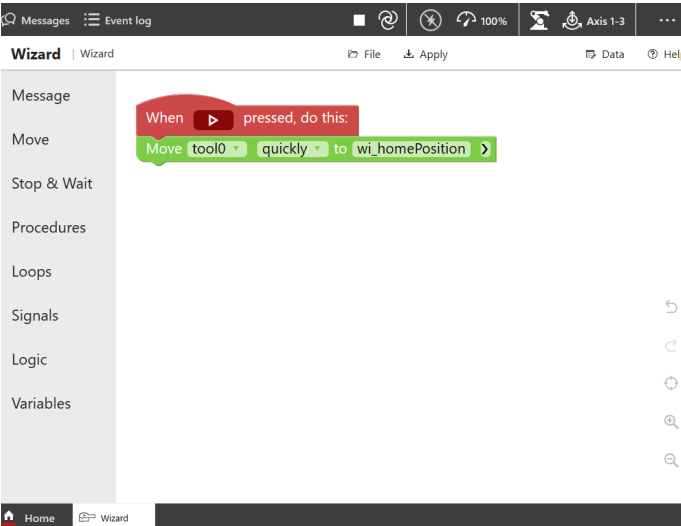 Messages Event log 100% Axis 1-3 ...
Wizard | Wizard File Apply Data Hel
Message
Move
Stop & Wait
Procedures
Loops
Signals
Logic
Variables
When pressed, do this:
Move tool0 quickly to wi_homePosition
Home Wizard